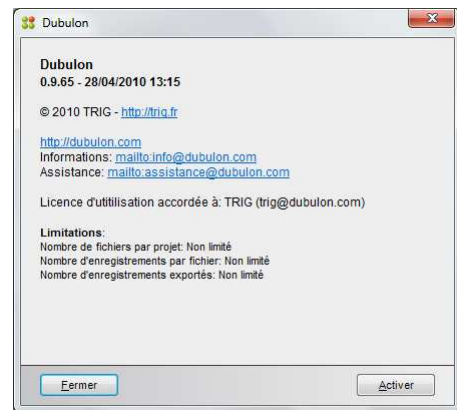 Dubulon
Dubulon
0.9.65 - 28/04/2010 13:15
© 2010 TRIG - http://trig.fr
http://dubulon.com
Informations: mailto:info@dubulon.com
Assistance: mailto:assistance@dubulon.com
Licence d'utitilisation accordée à: TRIG (trig@dubulon.com)
Limitations:
Nombre de fichiers par projet: Non limité
Nombre d'enregistrements par fichier: Non limité
Nombre d'enregistrements exportés: Non limité
Fermer Activer